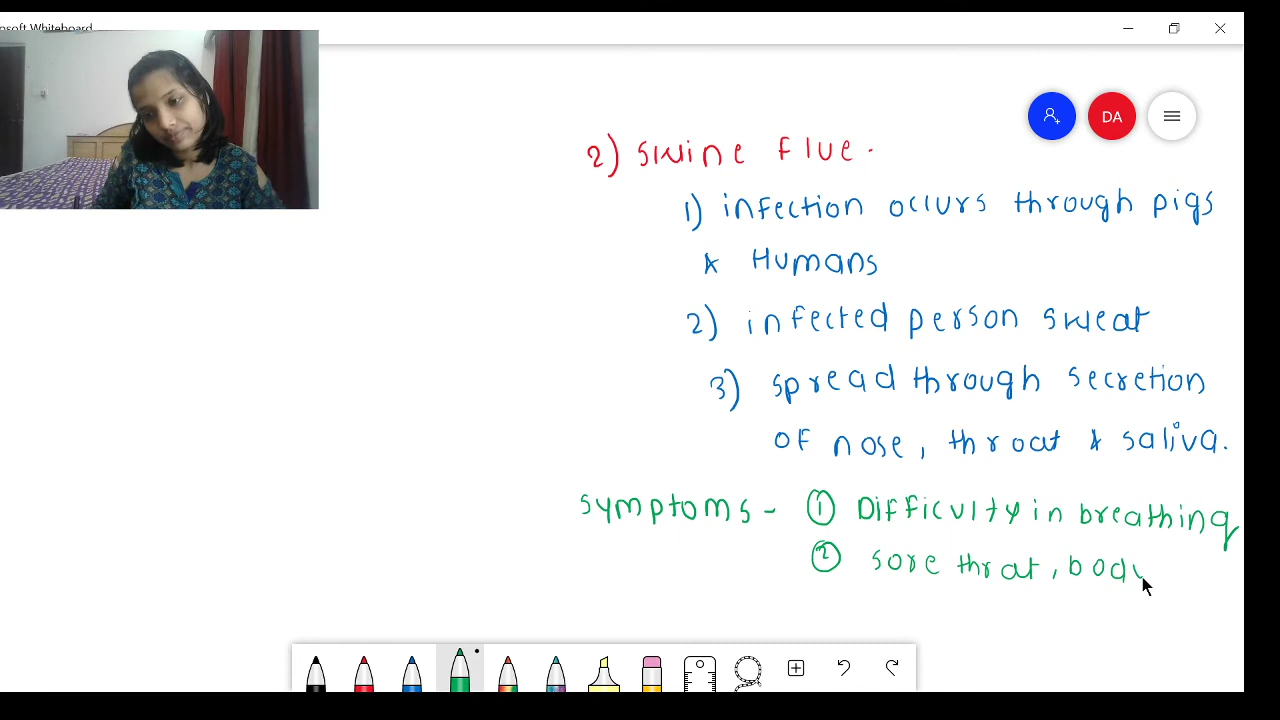 osoft Whiteboard
DA
2) Swine flue.
1) infection occurs through pigs
& Humans
2) infected person sweat
3) spread through secretion
of nose, throat & saliva.
Symptoms - ① Difficulty in breathing
② sore throat, body